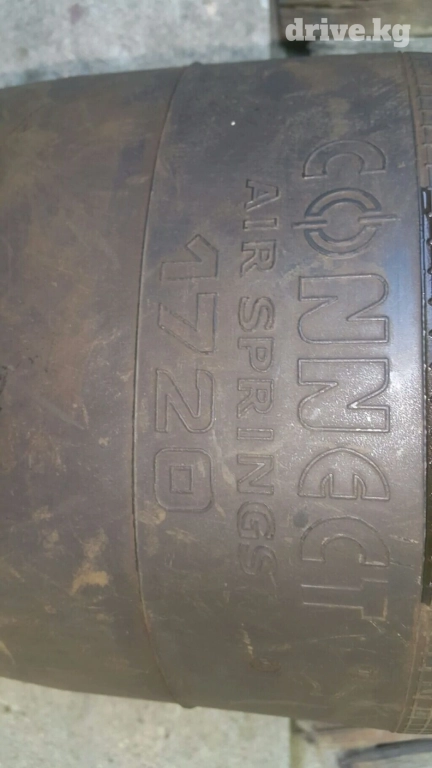 drive.kg
CONNECT
AIR SPRINGS
1720